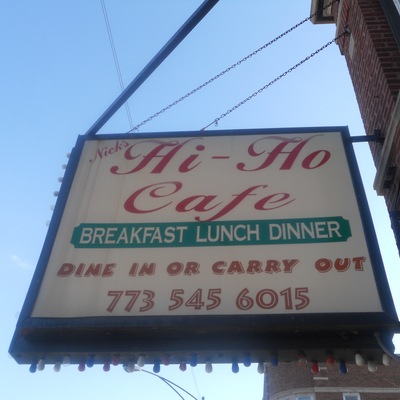 Nick's
Hi-Ho
Cafe
BREAKFAST LUNCH DINNER
DINE IN OR CARRY OUT
773 545 6015